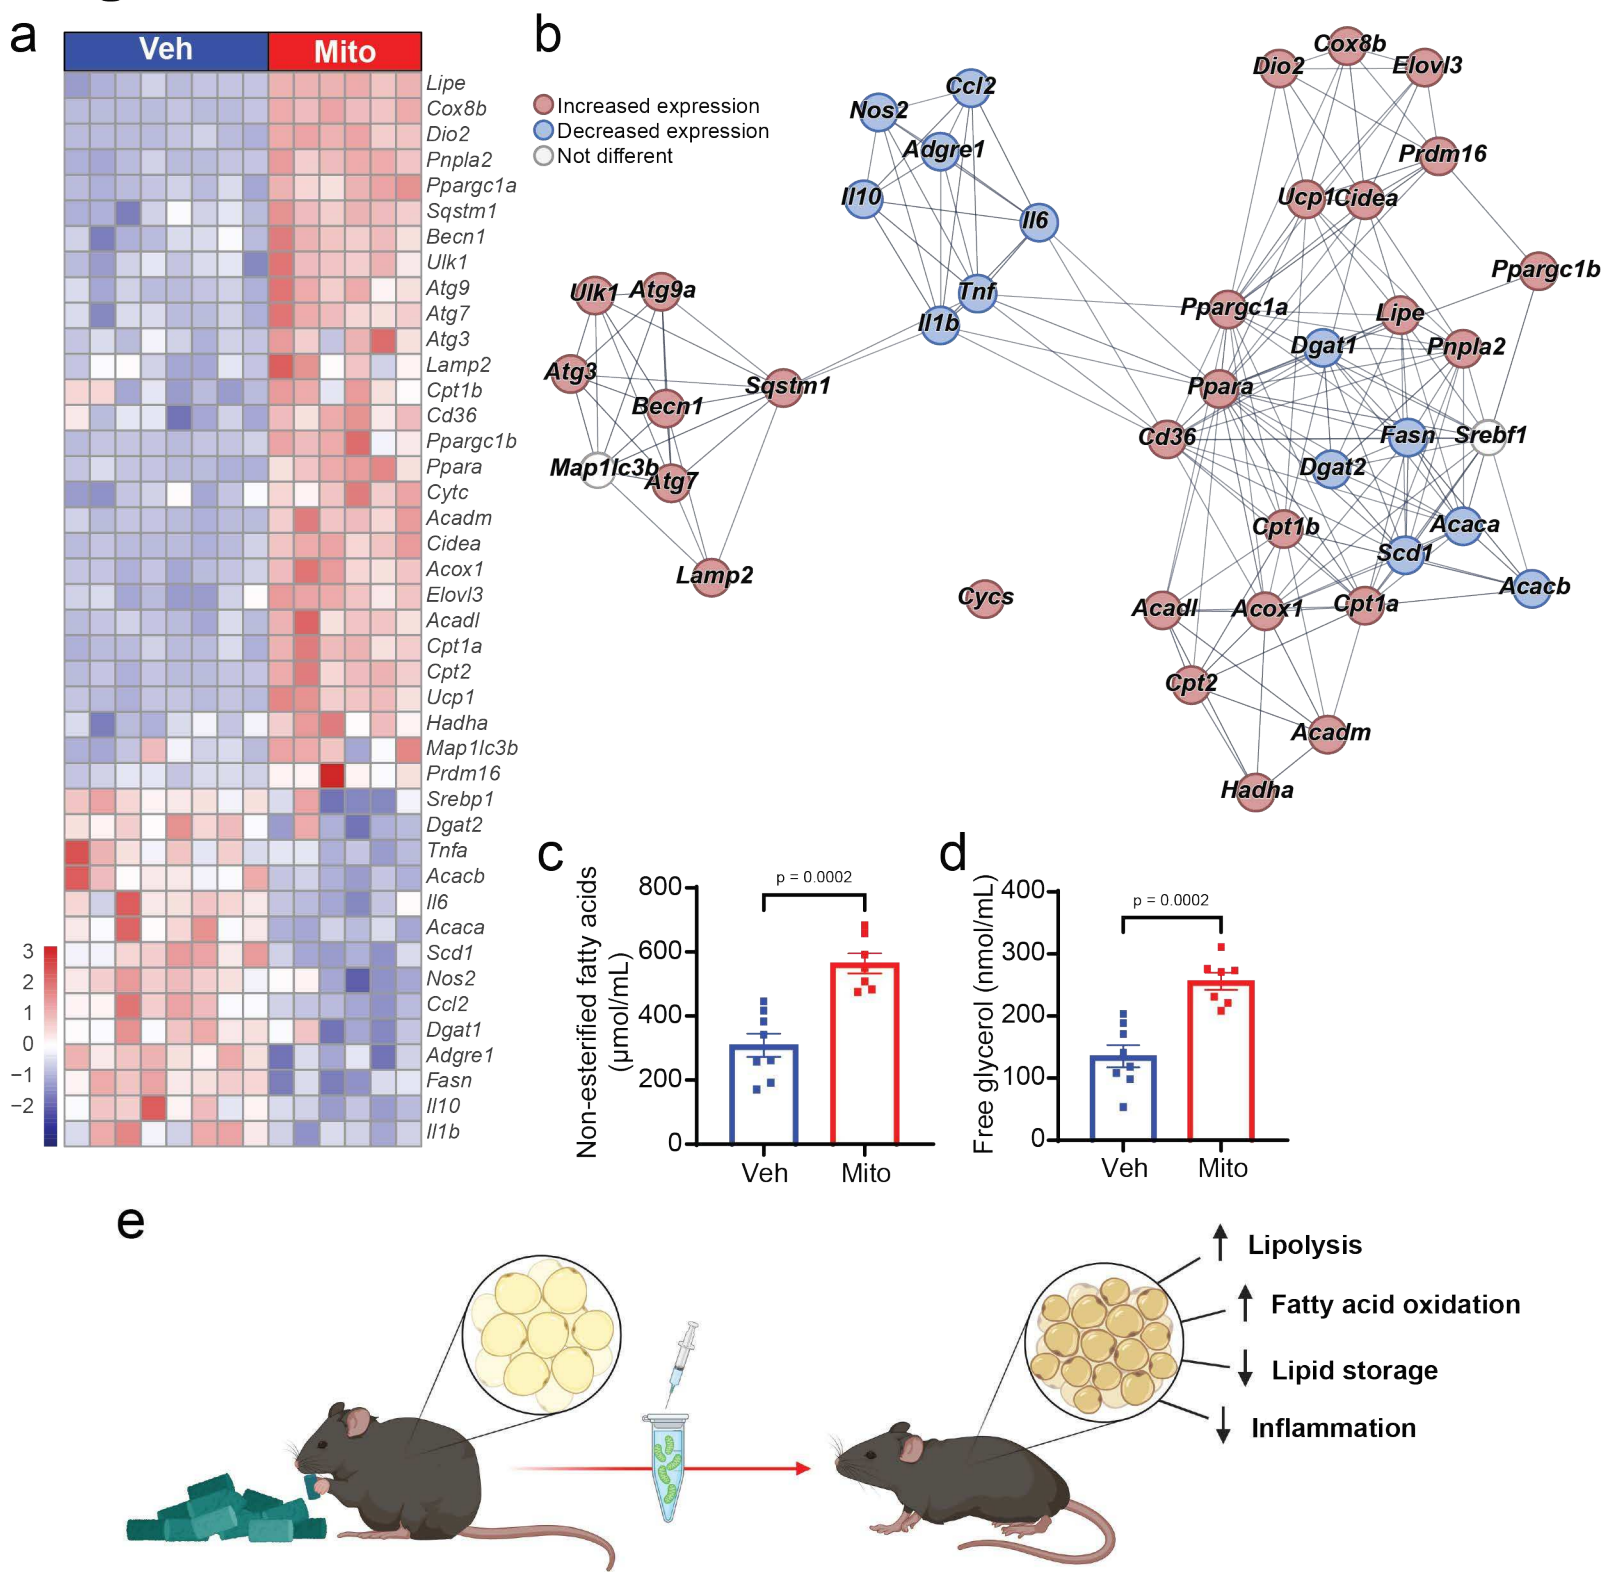 a
Veh
Mito
Lipe
Cox8b
Dio2
Pnpla2
Ppargc1a
Sqstm1
Becn1
Ulk1
Atg9
Atg7
Atg3
Lamp2
Cpt1b
Cd36
Ppargc1b
Ppara
Cytc
Acadm
Cidea
Acox1
Elovl3
Acadl
Cpt1a
Cpt2
Ucp1
Hadha
Map1lc3b
Prdm16
Srebp1
Dgat2
Tnfa
Acacb
Il6
Acaca
Scd1
Nos2
Ccl2
Dgat1
Adgre1
Fasn
Il10
Il1b
3
2
1
0
−1
−2
b
Increased expression
Decreased expression
Not different
Ccl2
Nos2
Adgre1
Il10
Il6
Tnf
Il1b
Ulk1
Atg9a
Atg3
Becn1
Sqstm1
Map1lc3b
Atg7
Lamp2
Cycs
Cox8b
Dio2
Elovl3
Prdm16
Ucp1
Cidea
Ppargc1b
Ppargc1a
Lipe
Dgat1
Pnpla2
Ppara
Cd36
Fasn
Srebf1
Dgat2
Cpt1b
Acaca
Scd1
Acacb
Acadl
Acox1
Cpt1a
Cpt2
Acadm
Hadha
c
Non-esterified fatty acids
(µmol/mL)
800
600
400
200
0
p = 0.0002
Veh
Mito
d
Free glycerol (nmol/mL)
400
300
200
100
0
p = 0.0002
Veh
Mito
e
↑ Lipolysis
↑ Fatty acid oxidation
↓ Lipid storage
↓ Inflammation